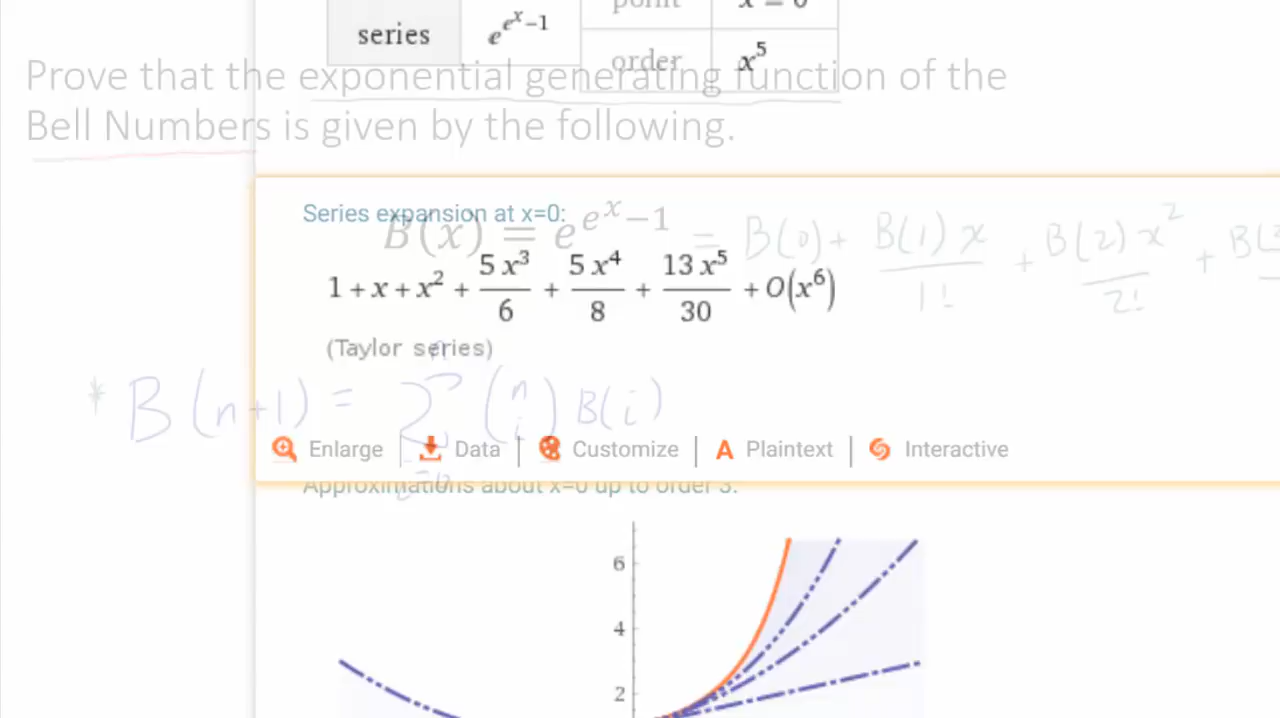 point x = 0
series e^{e^x−1}
order x^5
Prove that the exponential generating function of the
Bell Numbers is given by the following.
Series expansion at x=0:
B(x) = e^{e^x−1} = B(0) + B(1)x/1! + B(2)x^2/2! +
1 + x + x^2 + 5x^3/6 + 5x^4/8 + 13x^5/30 + O(x^6)
(Taylor series)
* B(n+1) = ∑_{i=0}^{n} (n i) B(i)
Enlarge | Data | Customize | A Plaintext | Interactive
Approximations about x=0 up to order 3:
6
4
2